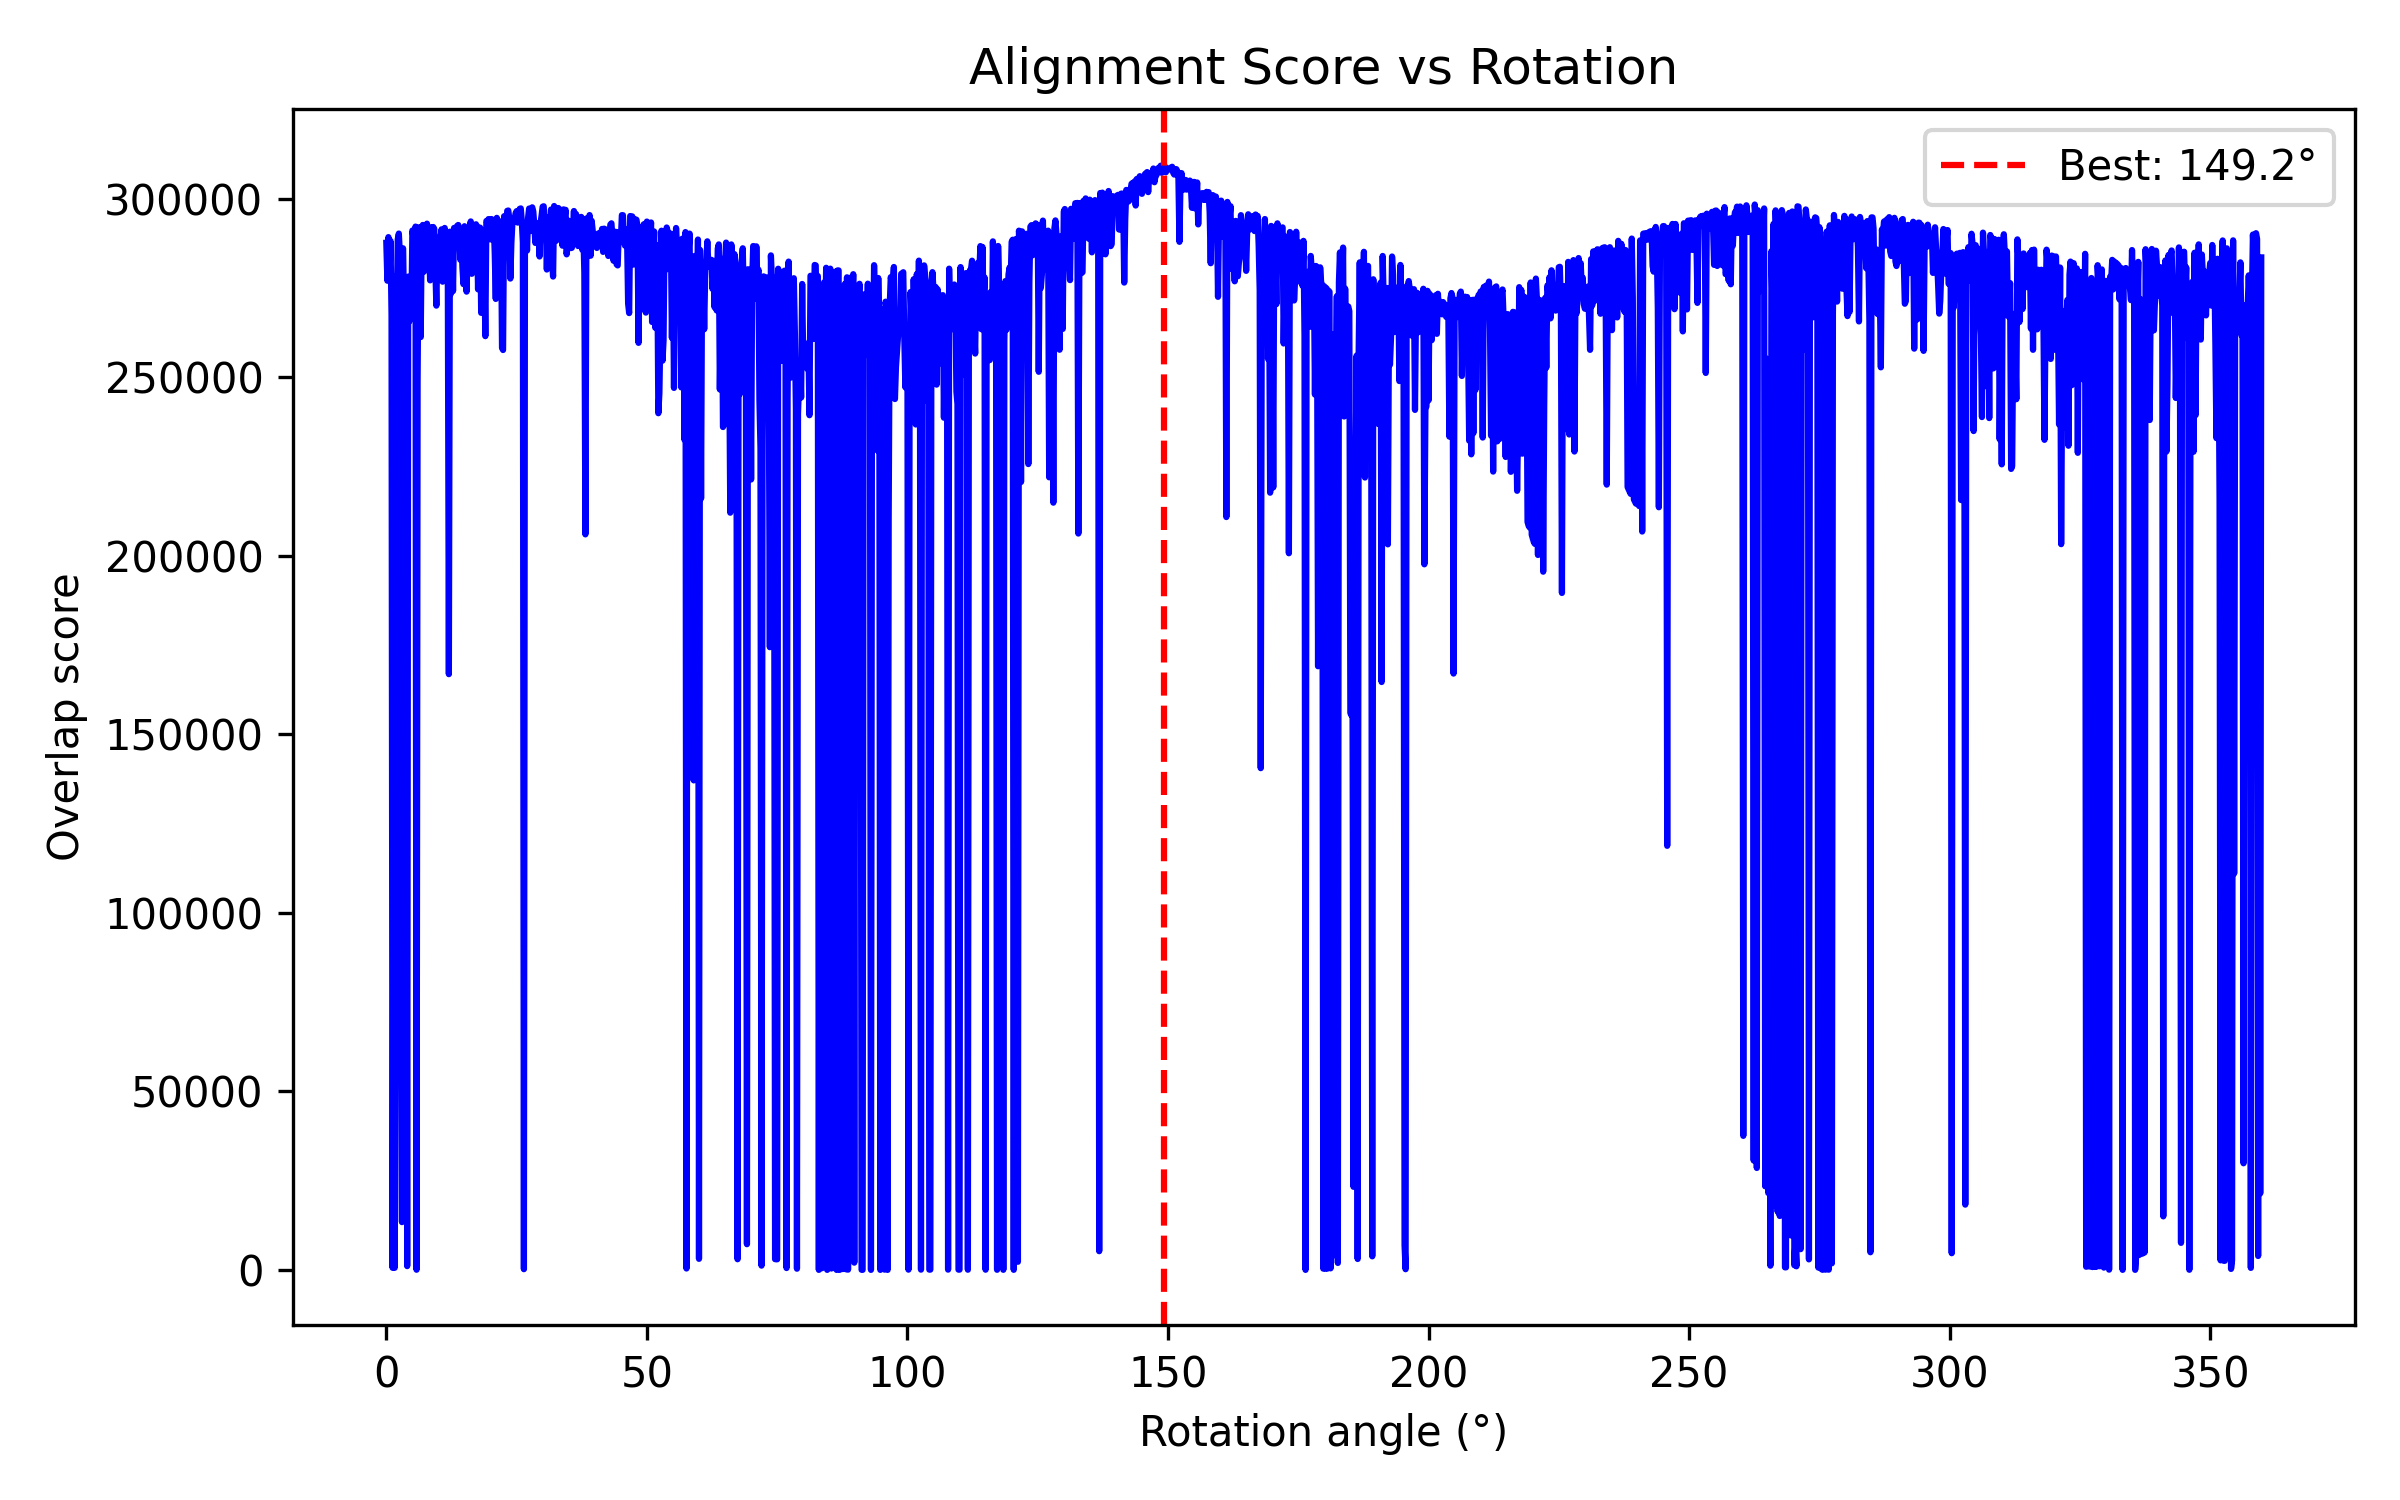 Alignment Score vs Rotation
Best: 149.2°
300000
250000
200000
150000
100000
50000
0
Overlap score
0 50 100 150 200 250 300 350
Rotation angle (°)